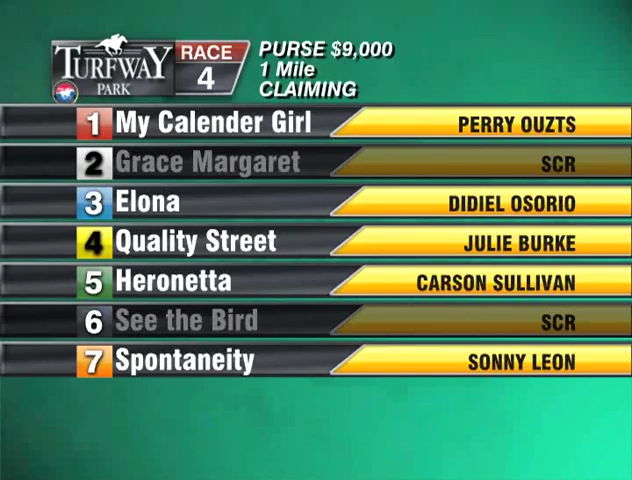 TURFWAY
PARK
RACE
4
PURSE $9,000
1 Mile
CLAIMING
1 My Calender Girl PERRY OUZTS
2 Grace Margaret SCR
3 Elona DIDIEL OSORIO
4 Quality Street JULIE BURKE
5 Heronetta CARSON SULLIVAN
6 See the Bird SCR
7 Spontaneity SONNY LEON